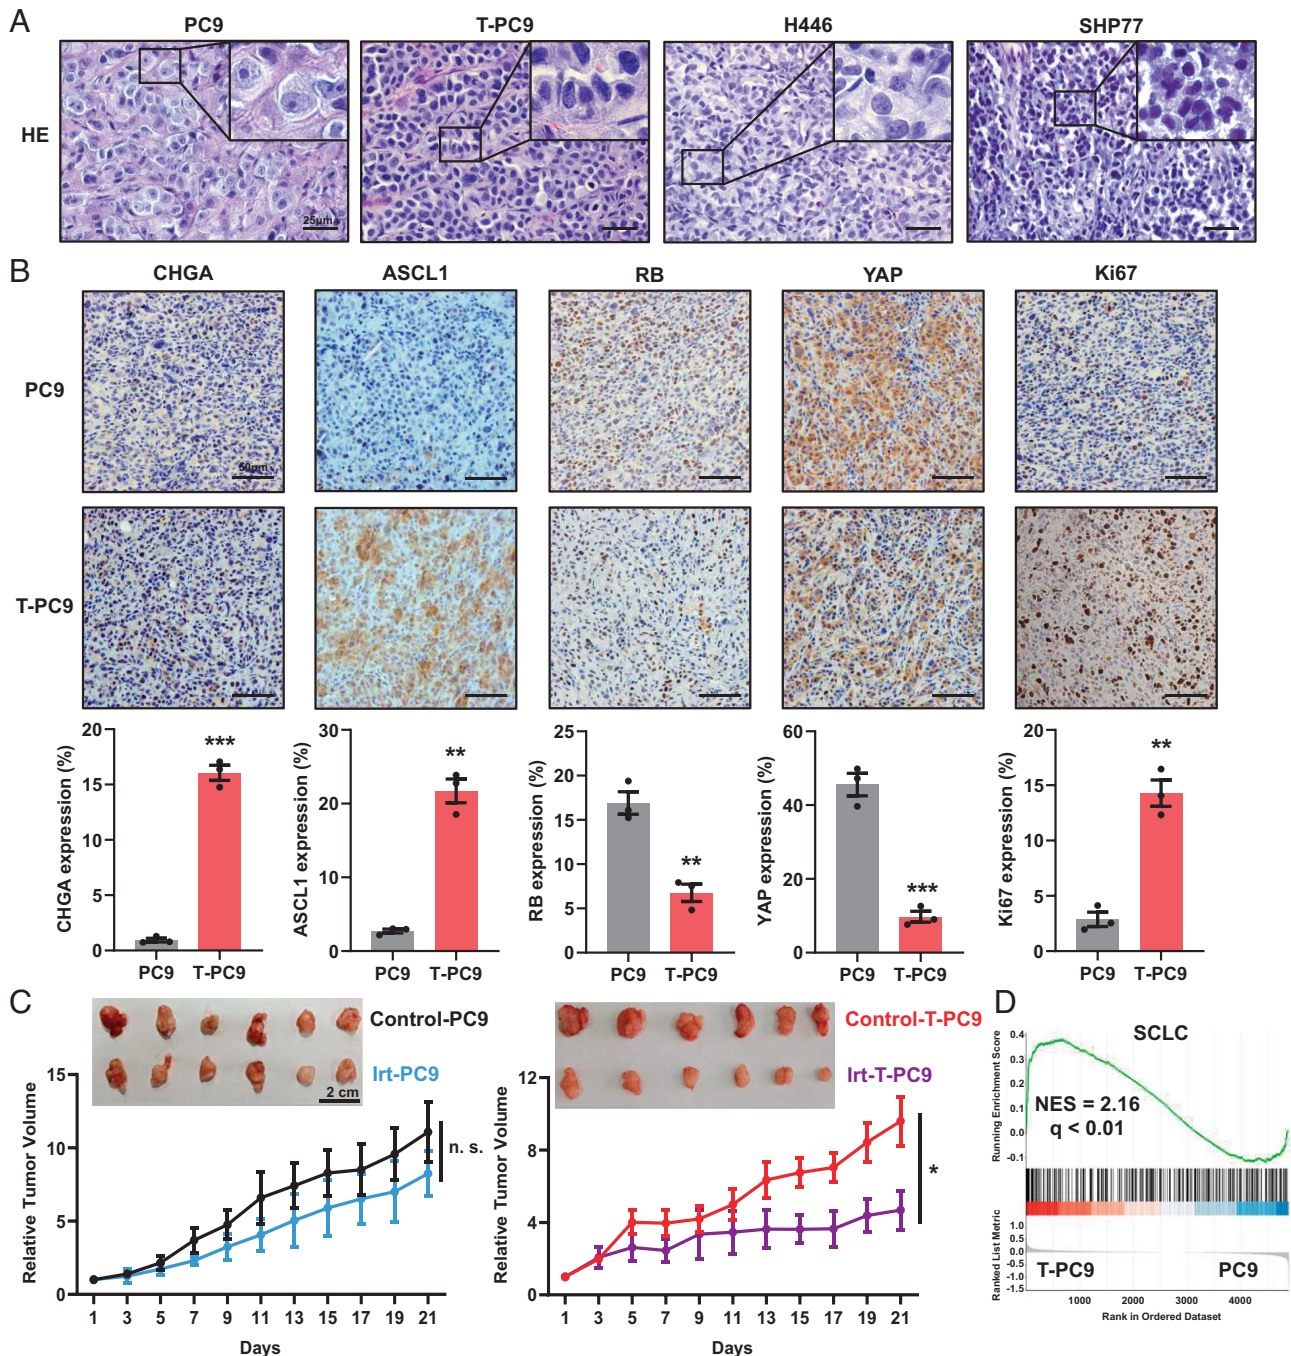 A
PC9
T-PC9
H446
SHP77
HE
25μm
B
CHGA
ASCL1
RB
YAP
Ki67
PC9
50μm
T-PC9
CHGA expression (%)
20
15
10
5
0
***
PC9
T-PC9
ASCL1 expression (%)
30
20
10
0
**
PC9
T-PC9
RB expression (%)
25
20
15
10
5
0
**
PC9
T-PC9
YAP expression (%)
60
40
20
0
***
PC9
T-PC9
Ki67 expression (%)
20
15
10
5
0
**
PC9
T-PC9
C
Control-PC9
Irt-PC9
2 cm
Relative Tumor Volume
15
10
5
0
n. s.
1 3 5 7 9 11 13 15 17 19 21
Days
Control-T-PC9
Irt-T-PC9
Relative Tumor Volume
12
8
4
0
*
1 3 5 7 9 11 13 15 17 19 21
Days
D
SCLC
Running Enrichment Score
0.4
0.3
0.2
0.1
0.0
-0.1
NES = 2.16
q < 0.01
Ranked List Metric
1.0
0.5
0.0
-0.5
-1.0
-1.5
T-PC9
PC9
1000 2000 3000 4000
Rank in Ordered Dataset